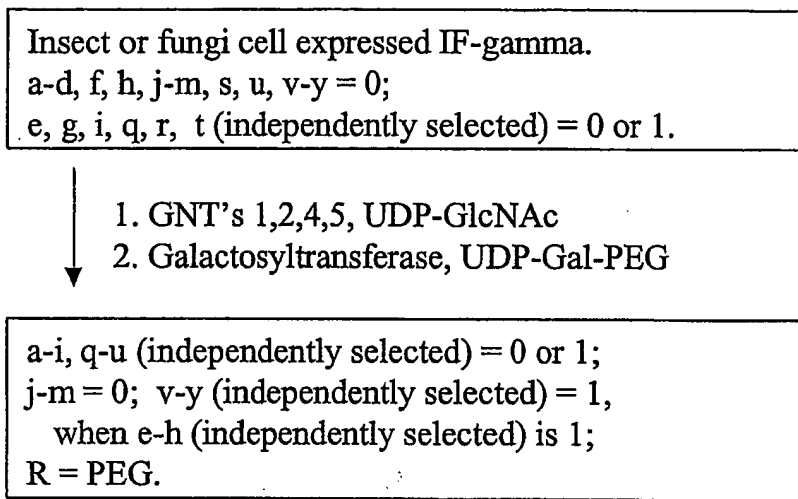 Insect or fungi cell expressed IF-gamma.
a-d, f, h, j-m, s, u, v-y = 0;
e, g, i, q, r, t (independently selected) = 0 or 1.
1. GNT's 1,2,4,5, UDP-GlcNAc
2. Galactosyltransferase, UDP-Gal-PEG
a-i, q-u (independently selected) = 0 or 1;
j-m = 0; v-y (independently selected) = 1,
when e-h (independently selected) is 1;
R = PEG.